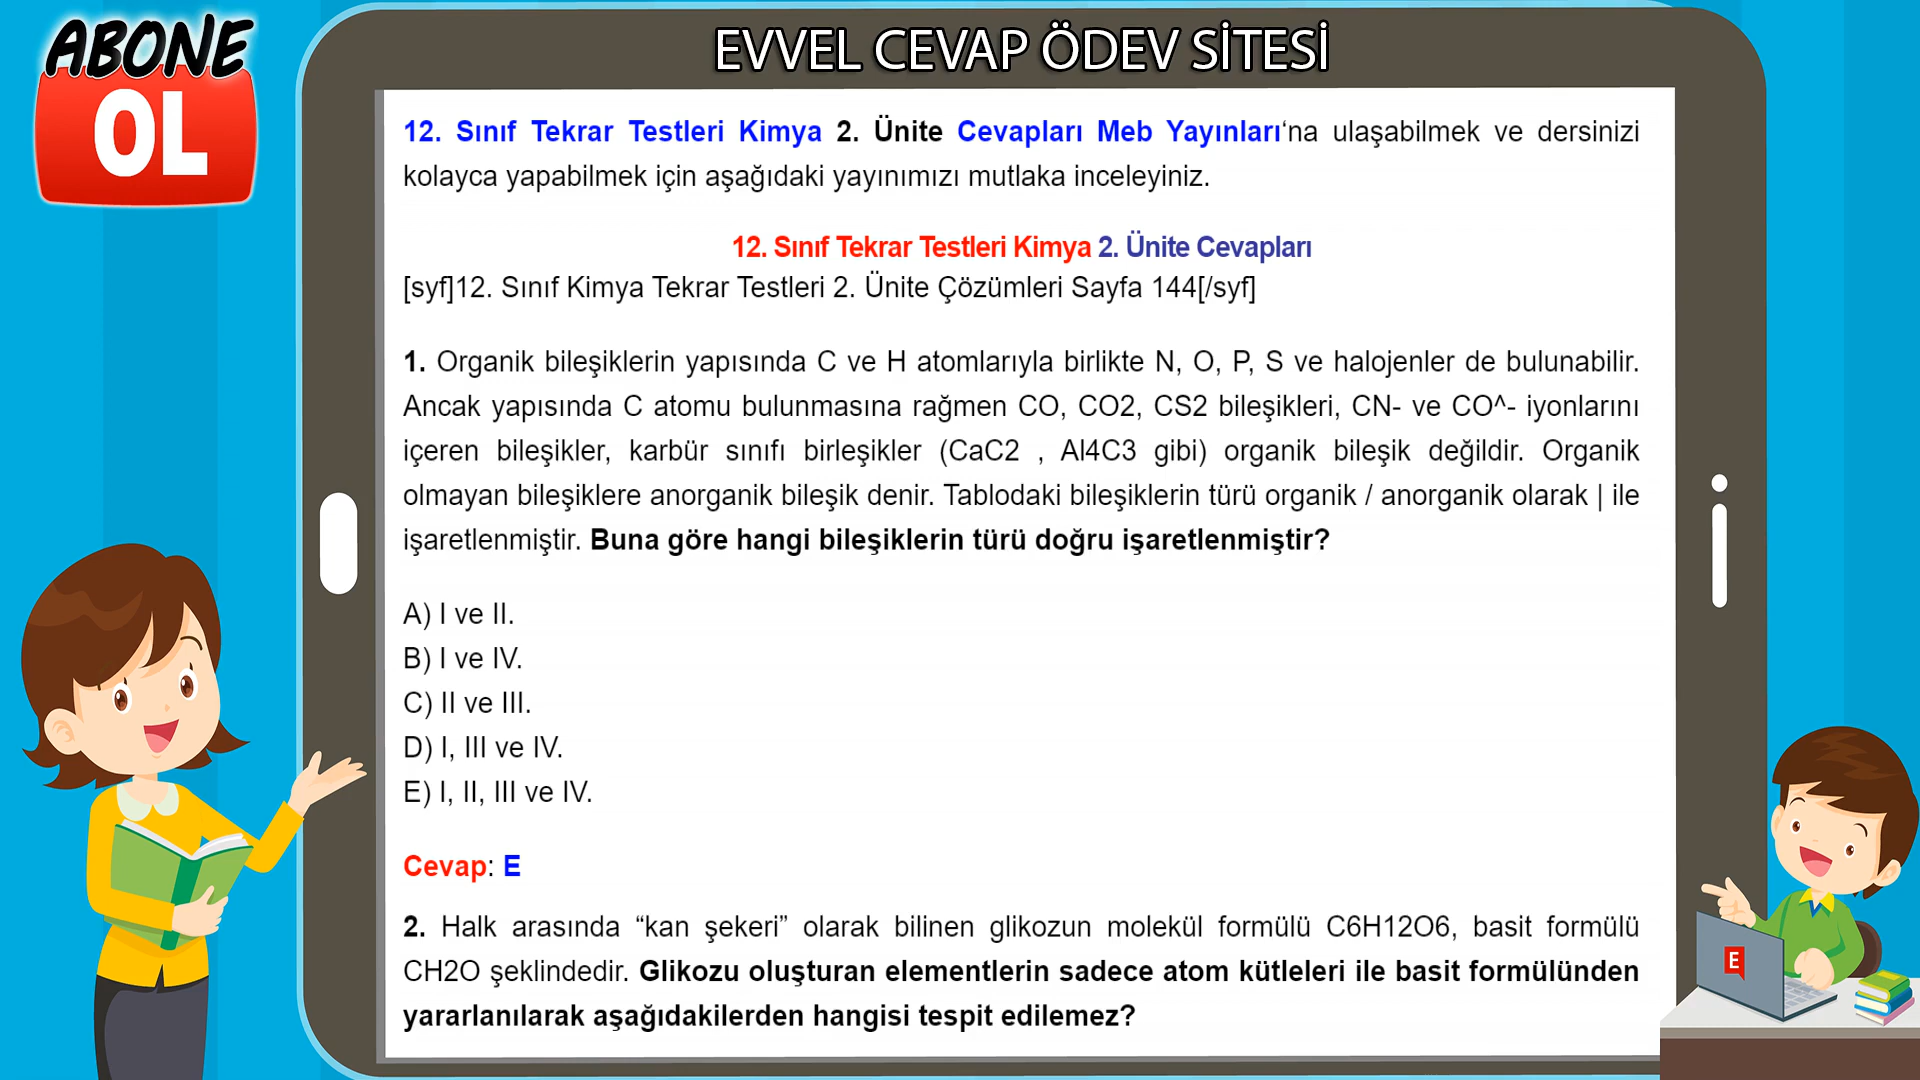 ABONE
OL
EVVEL CEVAP ÖDEV SİTESİ
12. Sınıf Tekrar Testleri Kimya 2. Ünite Cevapları Meb Yayınları‘na ulaşabilmek ve dersinizi
kolayca yapabilmek için aşağıdaki yayınımızı mutlaka inceleyiniz.
12. Sınıf Tekrar Testleri Kimya 2. Ünite Cevapları
[syf]12. Sınıf Kimya Tekrar Testleri 2. Ünite Çözümleri Sayfa 144[/syf]
1. Organik bileşiklerin yapısında C ve H atomlarıyla birlikte N, O, P, S ve halojenler de bulunabilir.
Ancak yapısında C atomu bulunmasına rağmen CO, CO2, CS2 bileşikleri, CN- ve CO^- iyonlarını
içeren bileşikler, karbür sınıfı birleşikler (CaC2 , Al4C3 gibi) organik bileşik değildir. Organik
olmayan bileşiklere anorganik bileşik denir. Tablodaki bileşiklerin türü organik / anorganik olarak | ile
işaretlenmiştir. Buna göre hangi bileşiklerin türü doğru işaretlenmiştir?
A) I ve II.
B) I ve IV.
C) II ve III.
D) I, III ve IV.
E) I, II, III ve IV.
Cevap: E
2. Halk arasında “kan şekeri” olarak bilinen glikozun molekül formülü C6H12O6, basit formülü
CH2O şeklindedir. Glikozu oluşturan elementlerin sadece atom kütleleri ile basit formülünden
yararlanılarak aşağıdakilerden hangisi tespit edilemez?
E